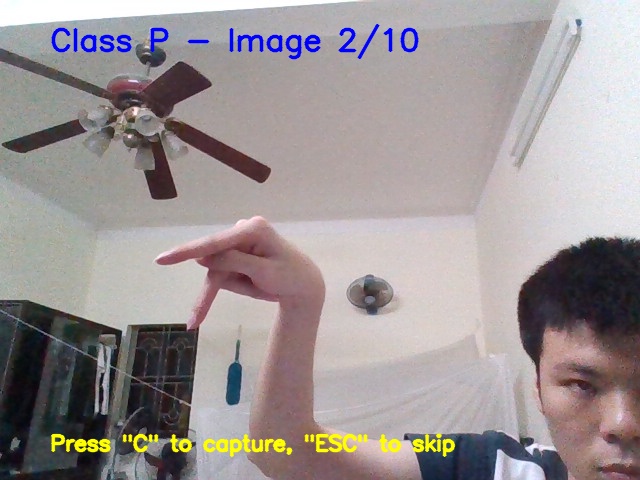 Class P - Image 2/10
Press "C" to capture, "ESC" to skip